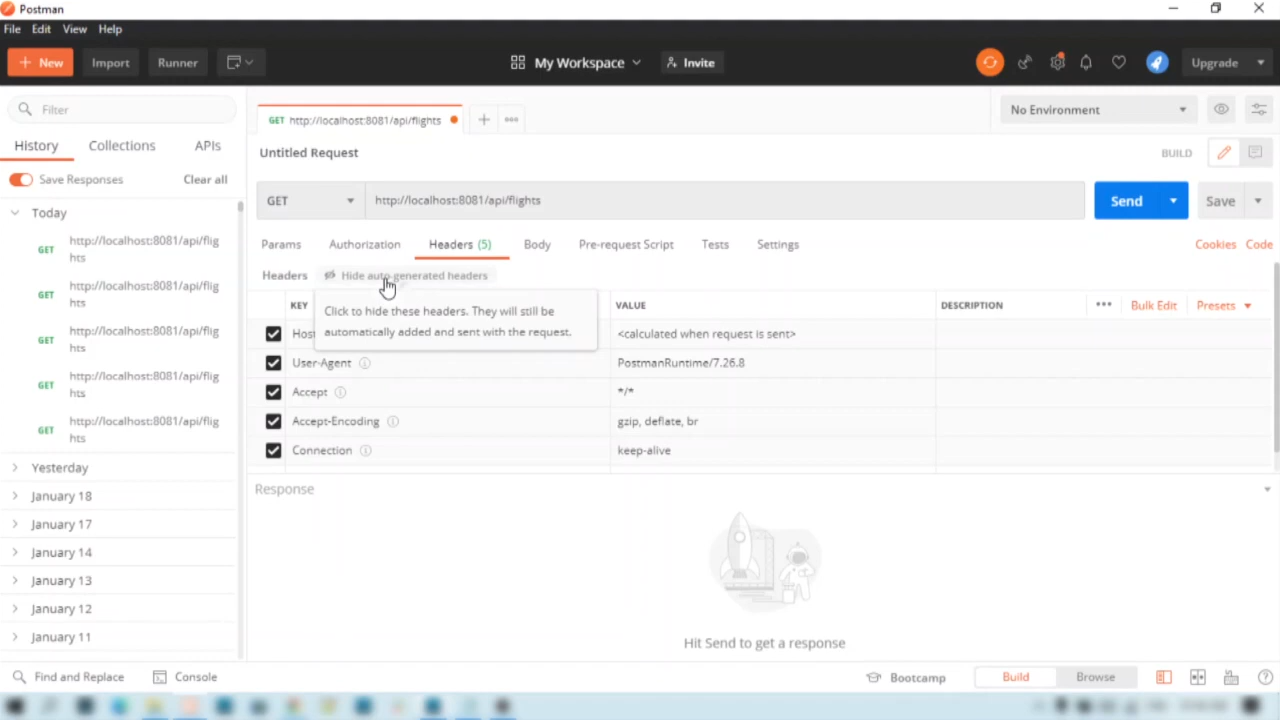 Postman
File Edit View Help
New Import Runner My Workspace Invite Upgrade
Filter
History Collections APIs
Save Responses Clear all
Today
GET http://localhost:8081/api/flig
hts
GET http://localhost:8081/api/flig
hts
GET http://localhost:8081/api/flig
hts
GET http://localhost:8081/api/flig
hts
GET http://localhost:8081/api/flig
hts
Yesterday
January 18
January 17
January 14
January 13
January 12
January 11
GET http://localhost:8081/api/flights
No Environment
Untitled Request
BUILD
GET http://localhost:8081/api/flights
Send Save
Params Authorization Headers (5) Body Pre-request Script Tests Settings Cookies Code
Headers Hide auto-generated headers
Click to hide these headers. They will still be
automatically added and sent with the request.
KEY VALUE DESCRIPTION Bulk Edit Presets
Host <calculated when request is sent>
User-Agent PostmanRuntime/7.26.8
Accept */*
Accept-Encoding gzip, deflate, br
Connection keep-alive
Response
Hit Send to get a response
Find and Replace Console Bootcamp Build Browse